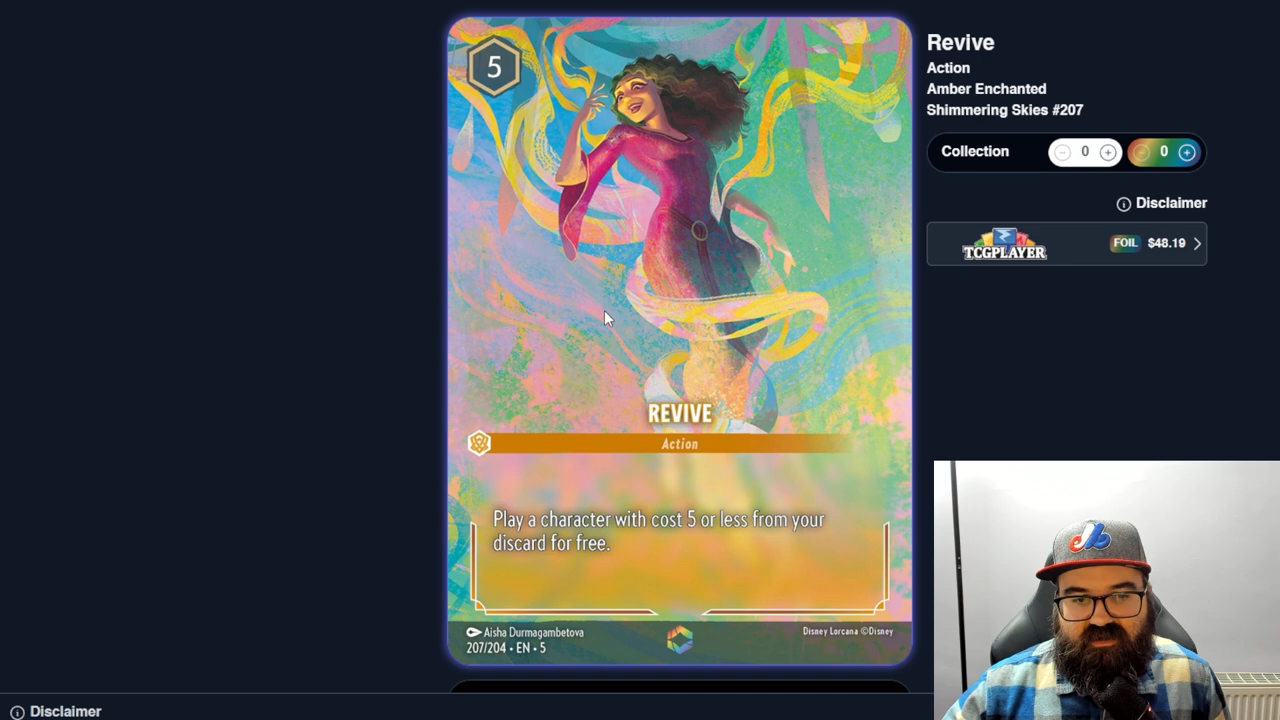 5
REVIVE
Action
Play a character with cost 5 or less from your
discard for free.
Aisha Durmagambetova
207/204 • EN • 5
Disney Lorcana ©Disney
Revive
Action
Amber Enchanted
Shimmering Skies #207
Collection
0
0
Disclaimer
TCGPLAYER
FOIL $48.19
Disclaimer